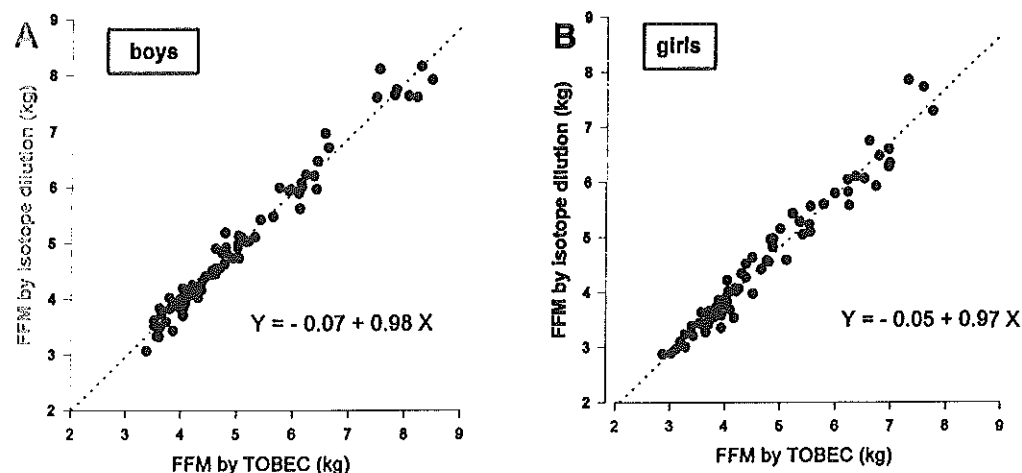 A
boys
FFM by isotope dilution (kg)
9
8
7
6
5
4
3
2
Y = - 0.07 + 0.98 X
2 3 4 5 6 7 8 9
FFM by TOBEC (kg)
B
girls
FFM by isotope dilution (kg)
9
8
7
6
5
4
3
2
Y = - 0.05 + 0.97 X
2 3 4 5 6 7 8 9
FFM by TOBEC (kg)